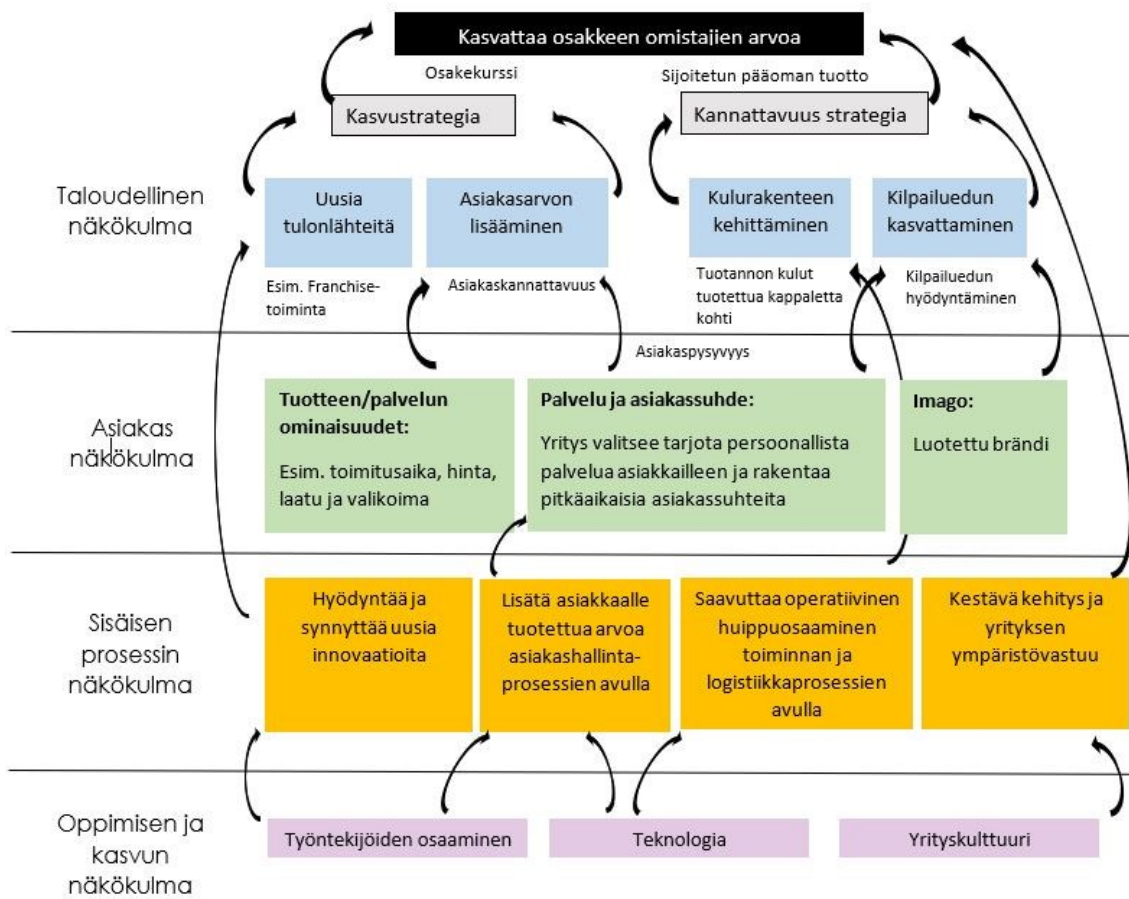 Kasvattaa osakkeen omistajien arvoa
Osakekurssi
Sijoitetun pääoman tuotto
Kasvustrategia
Kannattavuus strategia
Taloudellinen
näkökulma
Uusia
tulonlähteitä
Asiakasarvon
lisääminen
Kulurakenteen
kehittäminen
Kilpailuedun
kasvattaminen
Esim. Franchise-
toiminta
Asiakaskannattavuus
Tuotannon kulut
tuotettua kappaletta
kohti
Kilpailuedun
hyödyntäminen
Asiakaspysyvyys
Asiakas
näkökulma
Tuotteen/palvelun
ominaisuudet:
Esim. toimitusaika, hinta,
laatu ja valikoima
Palvelu ja asiakassuhde:
Yritys valitsee tarjota persoonallista
palvelua asiakkailleen ja rakentaa
pitkäaikaisia asiakassuhteita
Imago:
Luotettu brändi
Sisäisen
prosessin
näkökulma
Hyödyntää ja
synnyttää uusia
innovaatioita
Lisätä asiakkaalle
tuotettua arvoa
asiakashallinta-
prosessien avulla
Saavuttaa operatiivinen
huippuosaaminen
toiminnan ja
logistiikkaprosessien
avulla
Kestävä kehitys ja
yrityksen
ympäristövastuu
Oppimisen ja
kasvun
näkökulma
Työntekijöiden osaaminen
Teknologia
Yrityskulttuuri